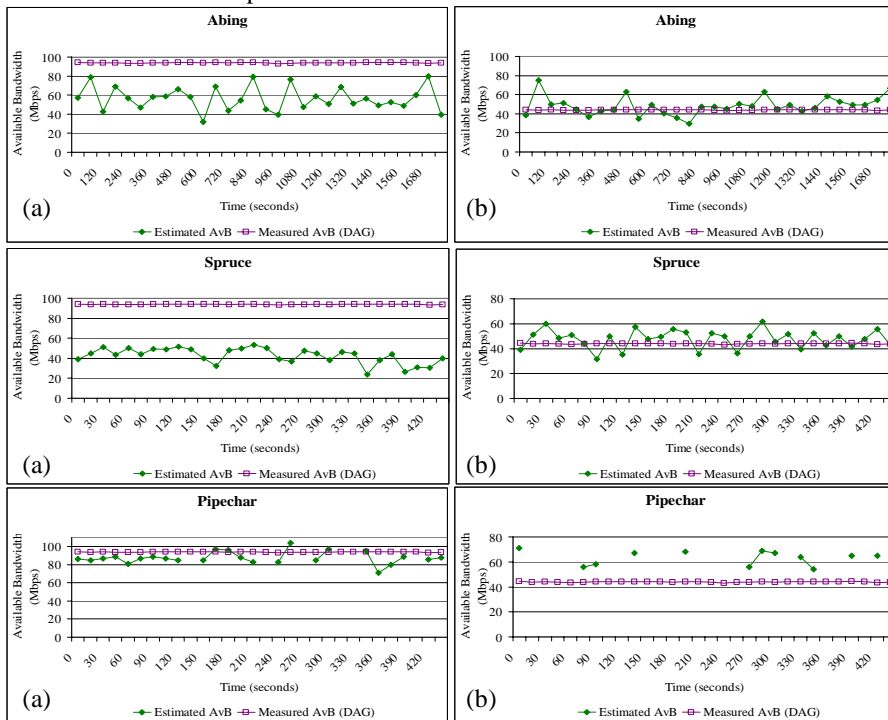 Abing
Available Bandwidth
(Mbps)
100
80
60
40
20
0
0 120 240 360 480 600 720 840 960 1080 1200 1320 1440 1560 1680
(a)
Time (seconds)
Estimated AvB Measured AvB (DAG)
Abing
Available Bandwidth
(Mbps)
100
80
60
40
20
0
0 120 240 360 480 600 720 840 960 1080 1200 1320 1440 1560 1680
(b)
Time (seconds)
Estimated AvB Measured AvB (DAG)
Spruce
Available Bandwidth
(Mbps)
100
80
60
40
20
0
0 30 60 90 120 150 180 210 240 270 300 330 360 390 420
(a)
Time (seconds)
Estimated AvB Measured AvB (DAG)
Spruce
Available Bandwidth
(Mbps)
80
60
40
20
0
0 30 60 90 120 150 180 210 240 270 300 330 360 390 420
(b)
Time (seconds)
Estimated AvB Measured AvB (DAG)
Pipechar
Available Bandwidth
(Mbps)
100
80
60
40
20
0
0 30 60 90 120 150 180 210 240 270 300 330 360 390 420
(a)
Time (seconds)
Estimated AvB Measured AvB (DAG)
Pipechar
Available Bandwidth
(Mbps)
80
60
40
20
0
0 30 60 90 120 150 180 210 240 270 300 330 360 390 420
(b)
Time (seconds)
Estimated AvB Measured AvB (DAG)